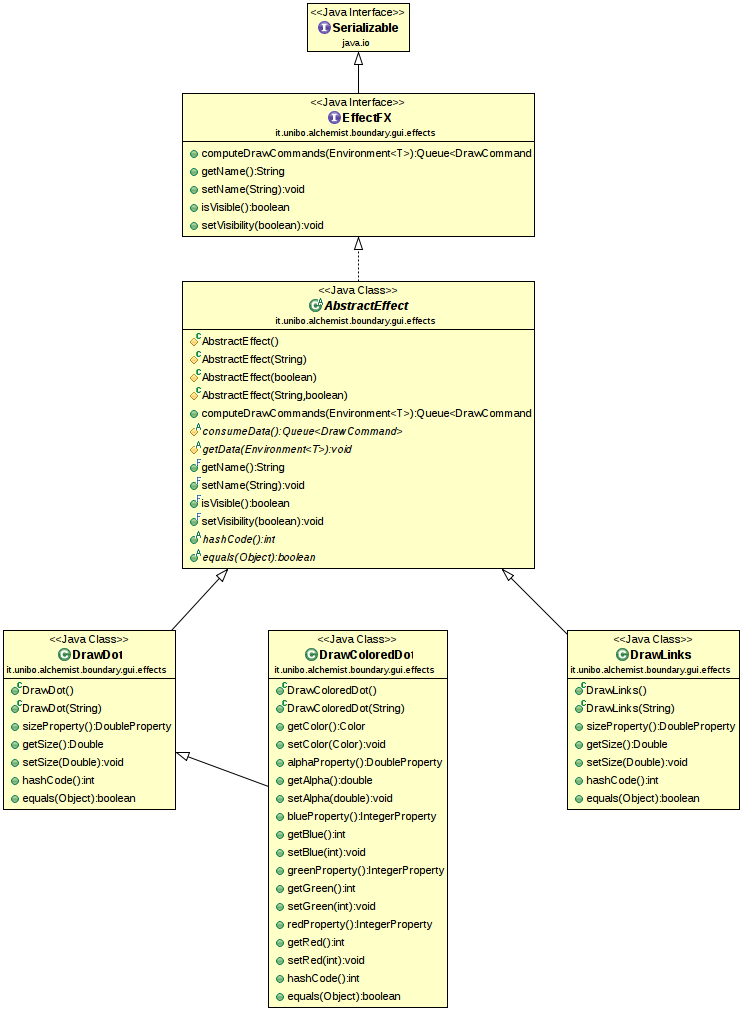 <<Java Interface>>
Serializable
java.io
<<Java Interface>>
EffectFX
it.unibo.alchemist.boundary.gui.effects
computeDrawCommands(Environment<T>):Queue<DrawCommand
getName():String
setName(String):void
isVisible():boolean
setVisibility(boolean):void
<<Java Class>>
AbstractEffect
it.unibo.alchemist.boundary.gui.effects
AbstractEffect()
AbstractEffect(String)
AbstractEffect(boolean)
AbstractEffect(String,boolean)
computeDrawCommands(Environment<T>):Queue<DrawCommand
consumeData():Queue<DrawCommand>
getData(Environment<T>):void
getName():String
setName(String):void
isVisible():boolean
setVisibility(boolean):void
hashCode():int
equals(Object):boolean
<<Java Class>>
DrawDot
it.unibo.alchemist.boundary.gui.effects
DrawDot()
DrawDot(String)
sizeProperty():DoubleProperty
getSize():Double
setSize(Double):void
hashCode():int
equals(Object):boolean
<<Java Class>>
DrawColoredDot
it.unibo.alchemist.boundary.gui.effects
DrawColoredDot()
DrawColoredDot(String)
getColor():Color
setColor(Color):void
alphaProperty():DoubleProperty
getAlpha():double
setAlpha(double):void
blueProperty():IntegerProperty
getBlue():int
setBlue(int):void
greenProperty():IntegerProperty
getGreen():int
setGreen(int):void
redProperty():IntegerProperty
getRed():int
setRed(int):void
hashCode():int
equals(Object):boolean
<<Java Class>>
DrawLinks
it.unibo.alchemist.boundary.gui.effects
DrawLinks()
DrawLinks(String)
sizeProperty():DoubleProperty
getSize():Double
setSize(Double):void
hashCode():int
equals(Object):boolean